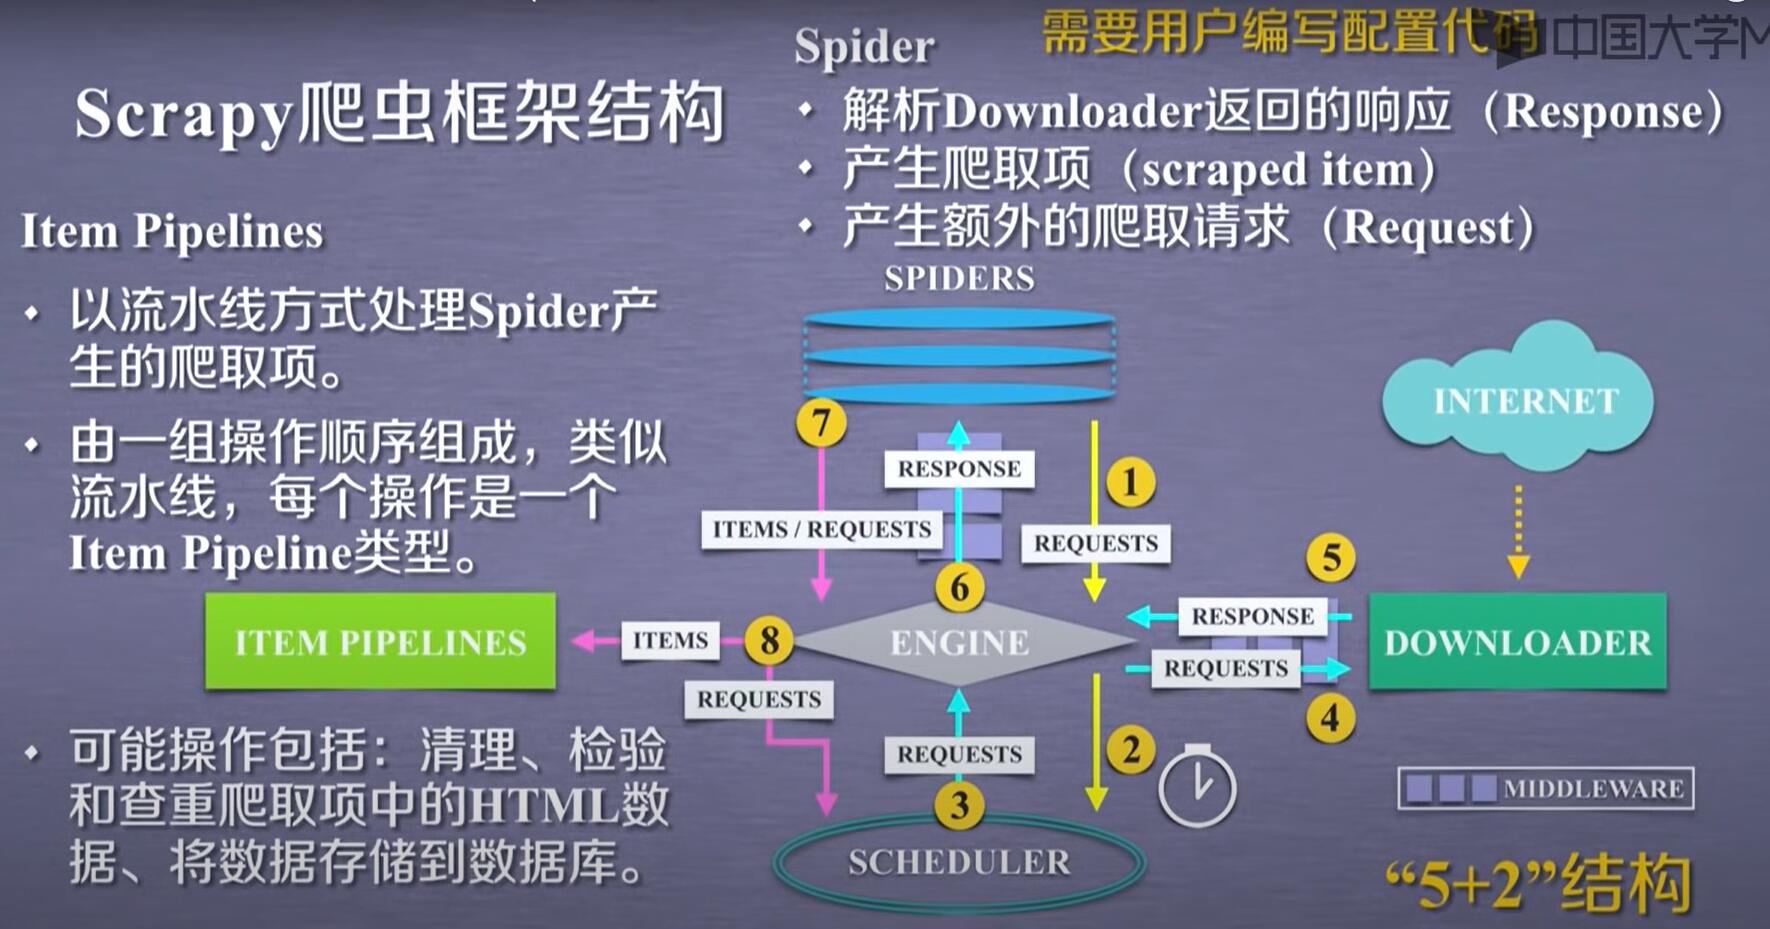 需要用户编写配置代码
中国大学M
Scrapy爬虫框架结构
Spider
• 解析Downloader返回的响应（Response）
• 产生爬取项（scraped item）
• 产生额外的爬取请求（Request）
Item Pipelines
• 以流水线方式处理Spider产
生的爬取项。
• 由一组操作顺序组成，类似
流水线，每个操作是一个
Item Pipeline类型。
• 可能操作包括：清理、检验
和查重爬取项中的HTML数
据、将数据存储到数据库。
SPIDERS
INTERNET
7
RESPONSE
1
ITEMS / REQUESTS
REQUESTS
5
6
RESPONSE
ITEM PIPELINES
ITEMS
8
ENGINE
DOWNLOADER
REQUESTS
REQUESTS
4
REQUESTS
2
3
MIDDLEWARE
SCHEDULER
“5+2”结构